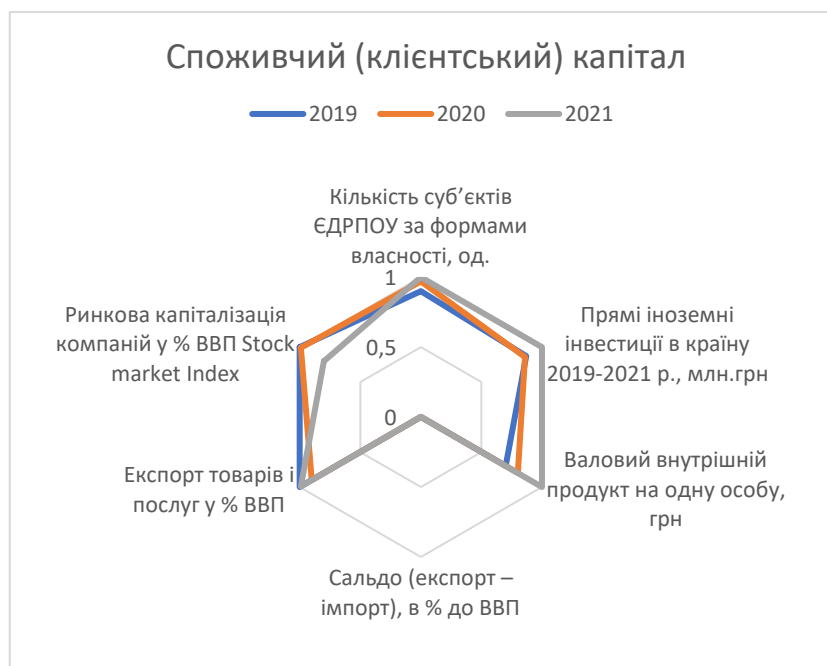 Споживчий (клієнтський) капітал
2019 2020 2021
Кількість суб’єктів
ЄДРПОУ за формами
власності, од.
1
Прямі іноземні
інвестиції в країну
2019-2021 р., млн.грн
Ринкова капіталізація
компаній у % ВВП Stock
market Index
0,5
0
Валовий внутрішній
продукт на одну особу,
грн
Експорт товарів і
послуг у % ВВП
Сальдо (експорт –
імпорт), в % до ВВП